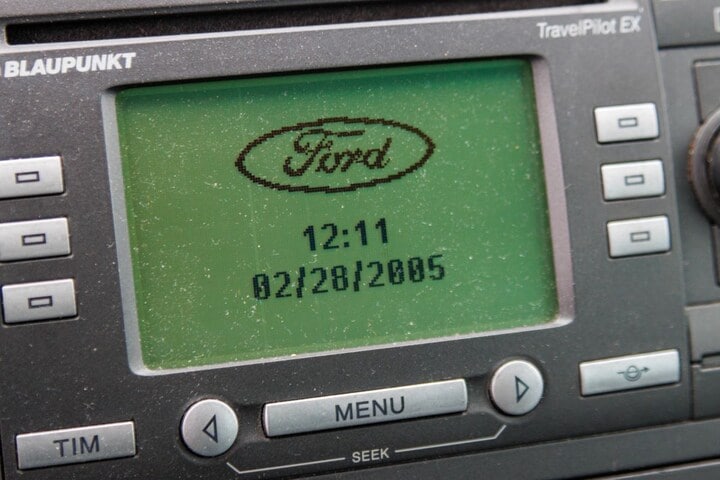 TravelPilot EX
BLAUPUNKT
Ford
12:11
02/28/2005
MENU
TIM
SEEK